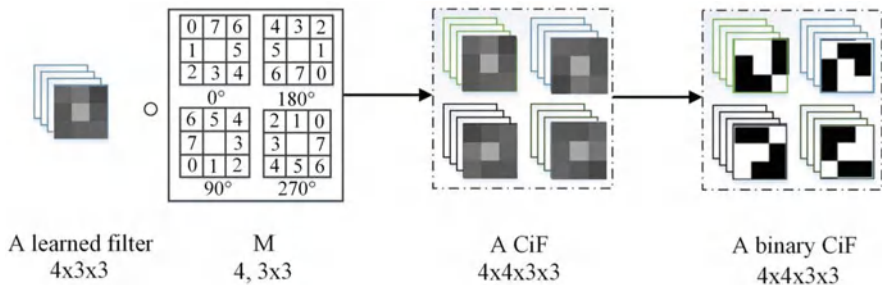 0 7 6 4 3 2
1 5 5 1
2 3 4 6 7 0
0° 180°
6 5 4 2 1 0
7 3 3 7
0 1 2 4 5 6
90° 270°
A learned filter
4x3x3
M
4, 3x3
A CiF
4x4x3x3
A binary CiF
4x4x3x3